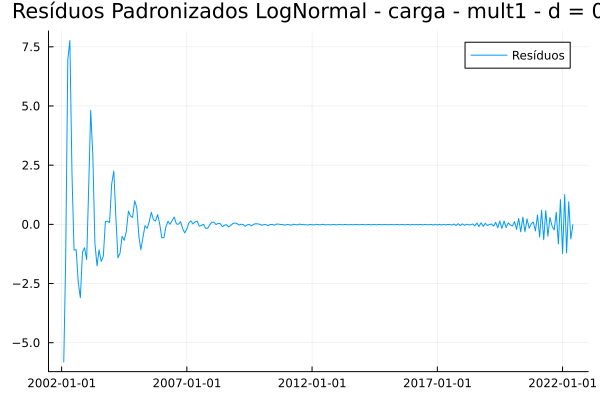 Resíduos Padronizados LogNormal - carga - mult1 - d = 0
Resíduos
7.5
5.0
2.5
0.0
−2.5
−5.0
2002-01-01 2007-01-01 2012-01-01 2017-01-01 2022-01-01